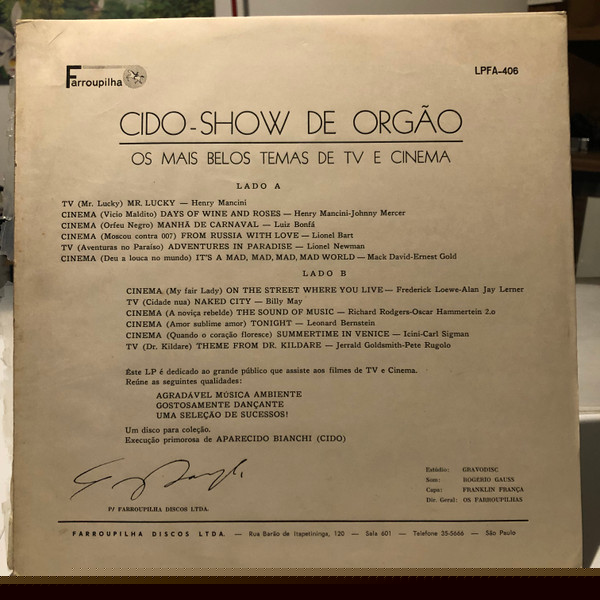 Farroupilha
LPFA-406
CIDO-SHOW DE ORGÃO
OS MAIS BELOS TEMAS DE TV E CINEMA
LADO A
TV (Mr. Lucky) MR. LUCKY — Henry Mancini
CINEMA (Vicio Maldito) DAYS OF WINE AND ROSES — Henry Mancini-Johnny Mercer
CINEMA (Orfeu Negro) MANHÃ DE CARNAVAL — Luiz Bonfá
CINEMA (Moscou contra 007) FROM RUSSIA WITH LOVE — Lionel Bart
TV (Aventuras no Paraíso) ADVENTURES IN PARADISE — Lionel Newman
CINEMA (Deu a louca no mundo) IT'S A MAD, MAD, MAD, MAD WORLD — Mack David-Ernest Gold
LADO B
CINEMA (My fair Lady) ON THE STREET WHERE YOU LIVE — Frederick Loewe-Alan Jay Lerner
TV (Cidade nua) NAKED CITY — Billy May
CINEMA (A noviça rebelde) THE SOUND OF MUSIC — Richard Rodgers-Oscar Hammertein 2.o
CINEMA (Amor sublime amor) TONIGHT — Leonard Bernstein
CINEMA (Quando o coração floresce) SUMMERTIME IN VENICE — Icini-Carl Sigman
TV (Dr. Kildare) THEME FROM DR. KILDARE — Jerrald Goldsmith-Pete Rugolo
Êste LP é dedicado ao grande público que assiste aos filmes de TV e Cinema.
Reúne as seguintes qualidades:
AGRADÁVEL MÚSICA AMBIENTE
GOSTOSAMENTE DANÇANTE
UMA SELEÇÃO DE SUCESSOS!
Um disco para coleção.
Execução primorosa de APARECIDO BIANCHI (CIDO)
P/ FARROUPILHA DISCOS LTDA.
Estúdio: GRAVODISC
Som: ROGERIO GAUSS
Capa: FRANKLIN FRANÇA
Dir. Geral: OS FARROUPILHAS
FARROUPILHA DISCOS LTDA. — Rua Barão de Itapetininga, 120 — Sala 601 — Telefone 35-5666 — São Paulo